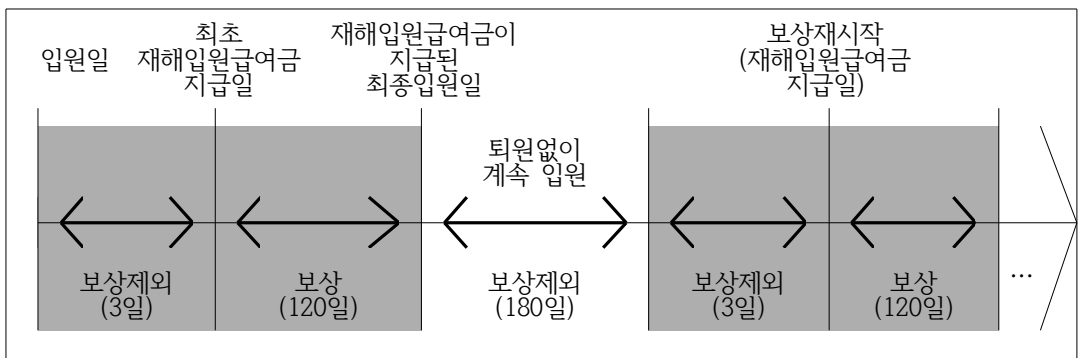 입원일
최초
재해입원급여금
지급일
재해입원급여금이
지급된
최종입원일
보상재시작
(재해입원급여금
지급일)
퇴원없이
계속 입원
보상제외
(3일)
보상
(120일)
보상제외
(180일)
보상제외
(3일)
보상
(120일)
...